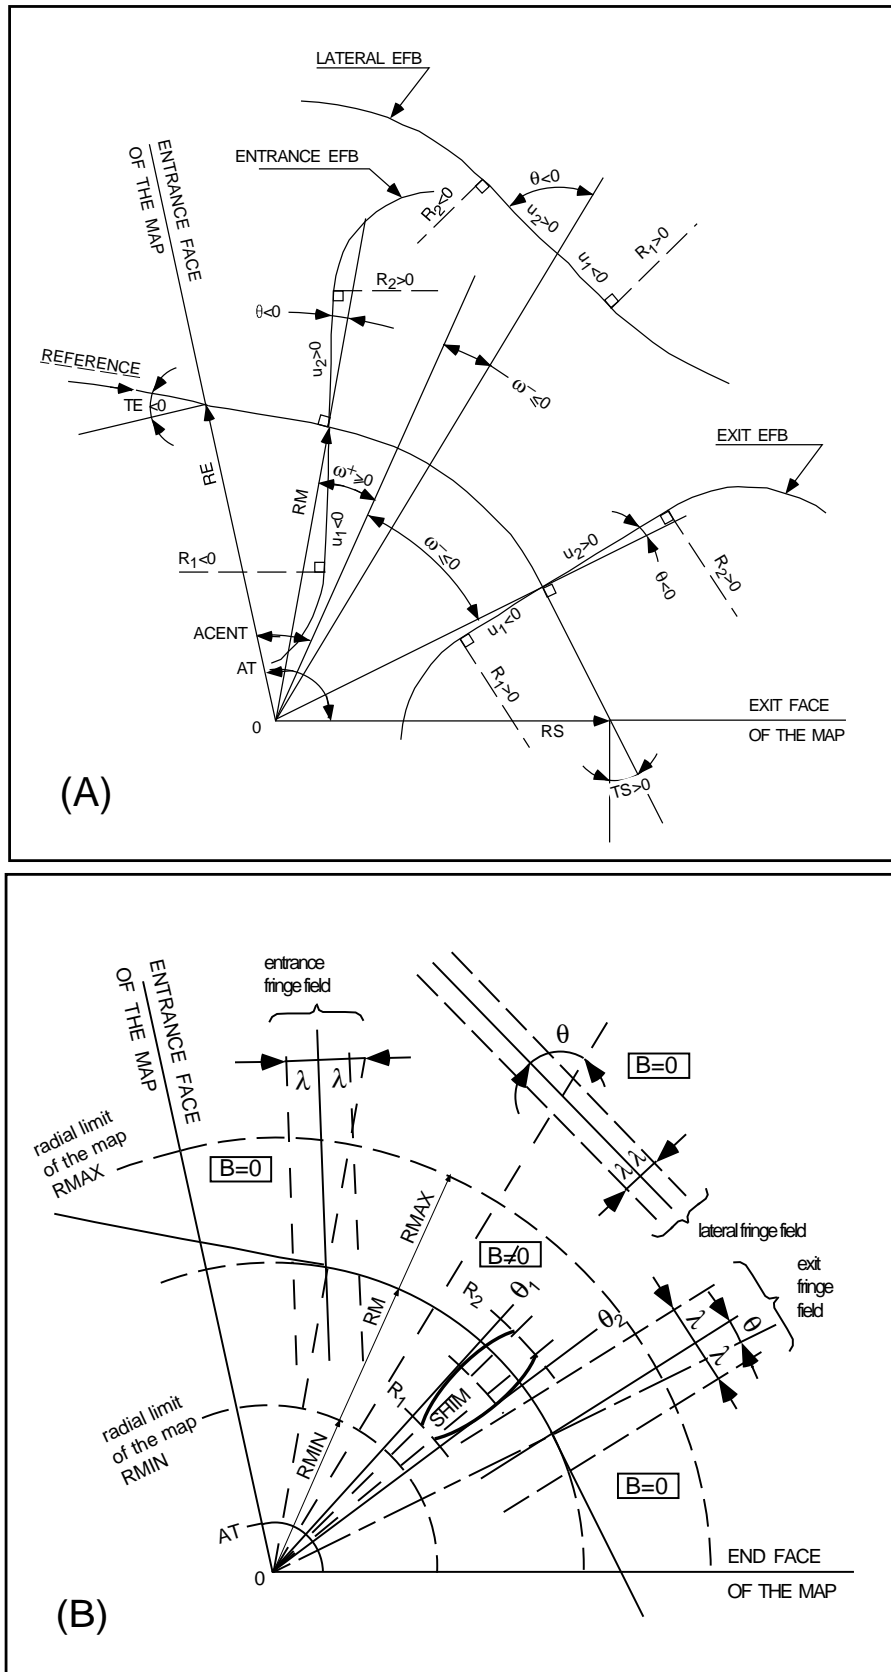 LATERAL EFB
ENTRANCE FACE
OF THE MAP
ENTRANCE EFB
R2<0
θ<0
u2>0
R1>0
u1<0
R2>0
θ<0
u2>0
REFERENCE
TE <0
ω−⩽0
EXIT EFB
RE
RM
ω+⩾0
u1<0
ω−⩽0
u2>0
θ<0
R2>0
R1<0
u1<0
R1>0
ACENT
AT
0
RS
EXIT FACE
OF THE MAP
TS>0
(A)
ENTRANCE FACE
OF THE MAP
entrance
fringe field
λ
λ
θ
B=0
λ
λ
lateral fringe field
radial limit
of the map
RMAX
B=0
RMAX
B≠0
exit
fringe
field
R2
θ1
θ2
RM
λ
λ
θ
R1
SHIM
radial limit
of the map
RMIN
RMIN
B=0
AT
0
END FACE
OF THE MAP
(B)